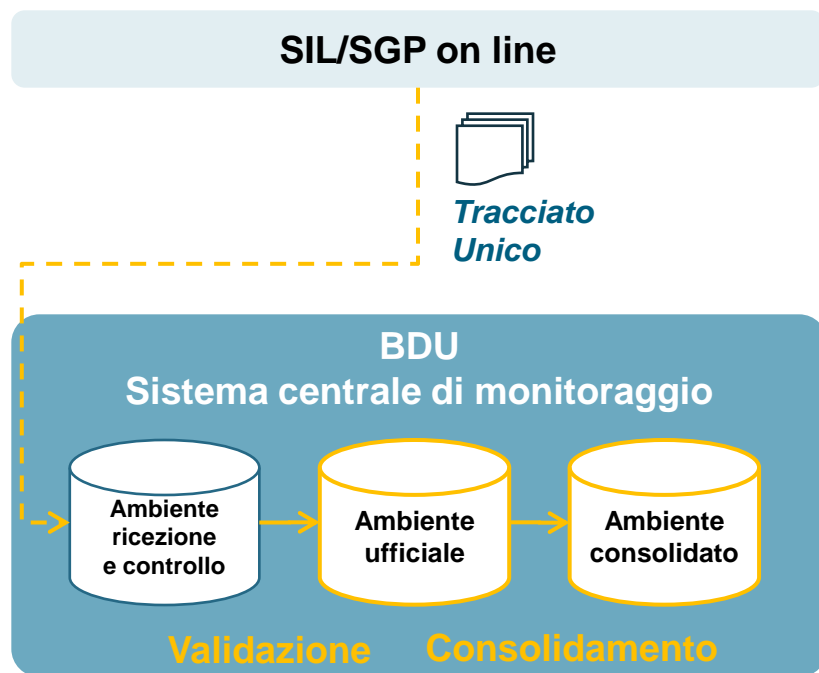 SIL/SGP on line
Tracciato
Unico
BDU
Sistema centrale di monitoraggio
Ambiente
ricezione
e controllo
Ambiente
ufficiale
Ambiente
consolidato
Validazione
Consolidamento